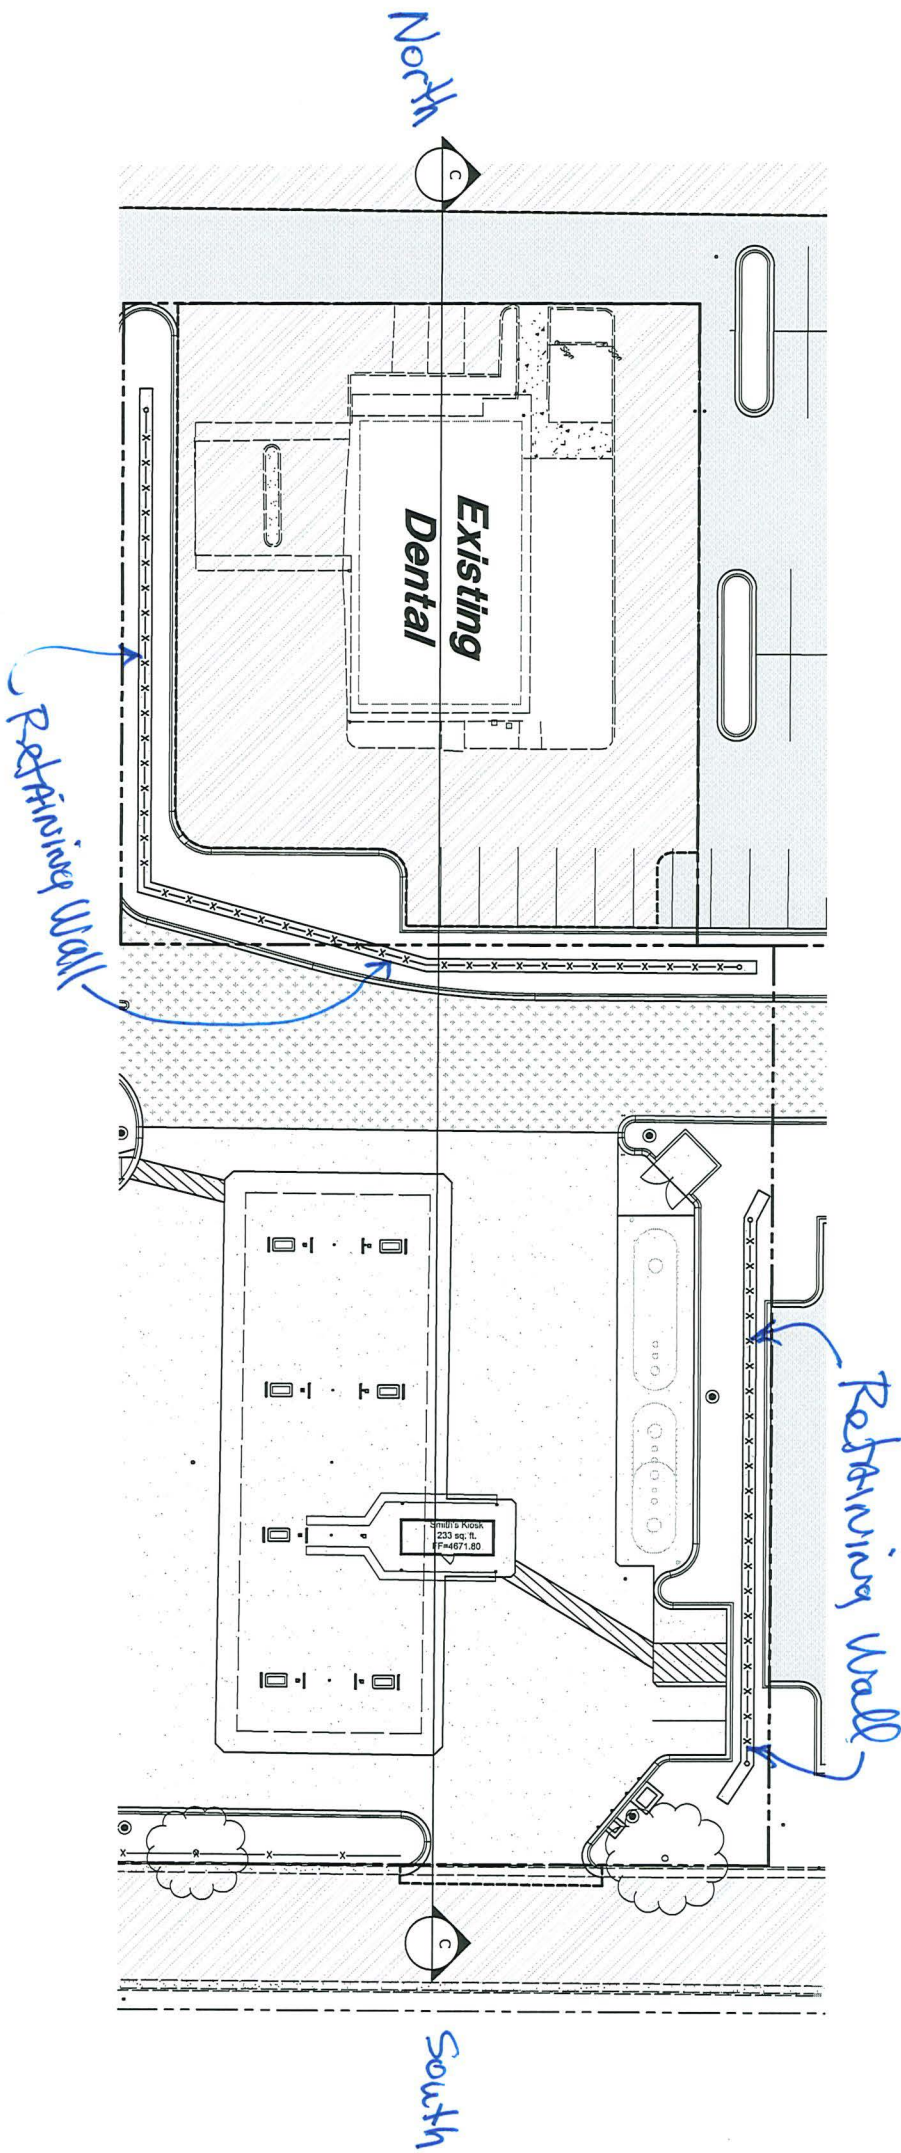 North
C
Existing
Dental
Retaining Wall
Retaining Wall
Smith's Kiosk
233 sq. ft.
FF=4671.80
C
South